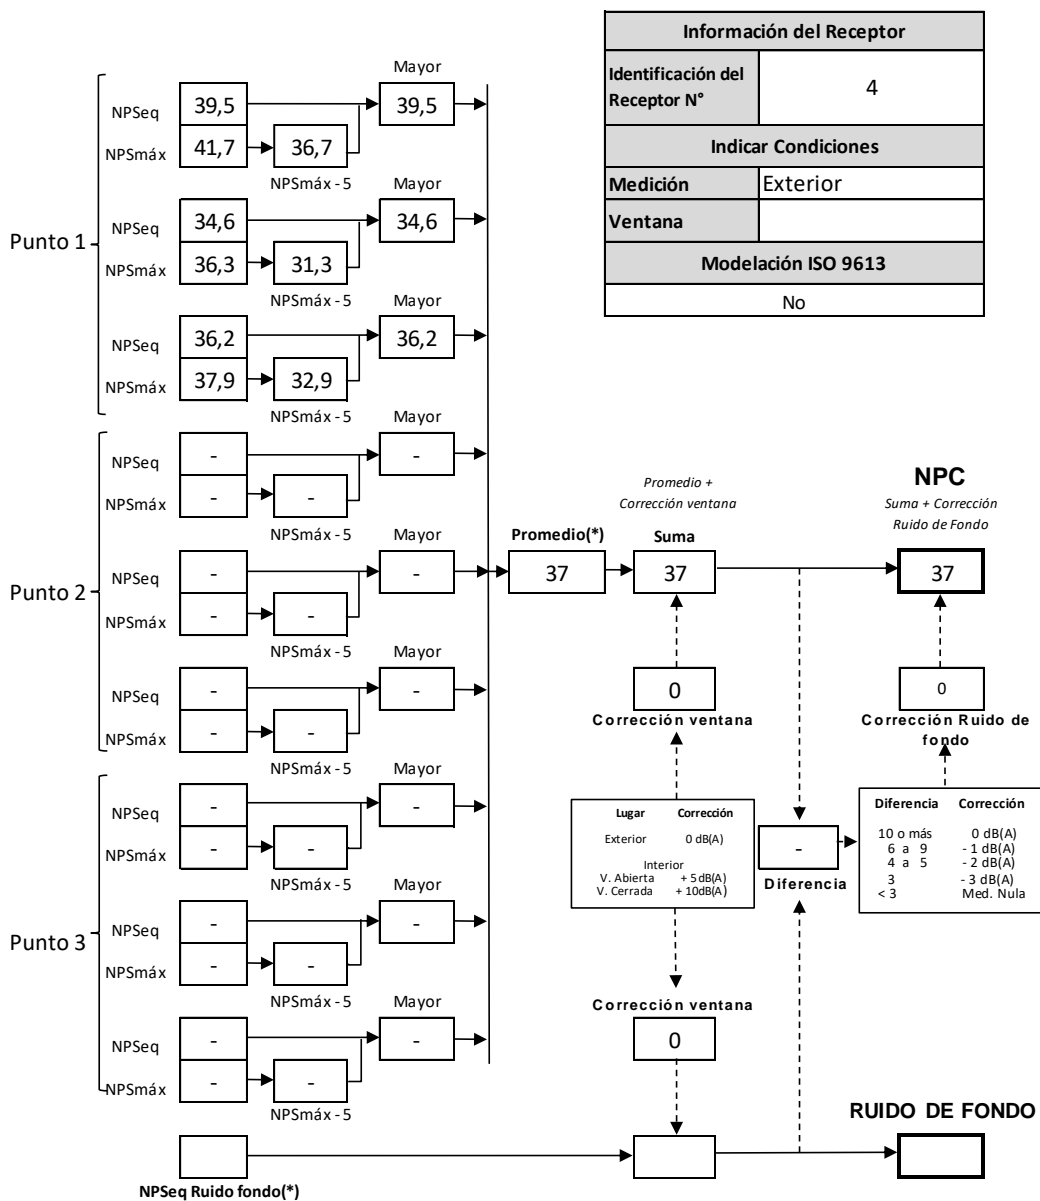 Información del Receptor
Identificación del
Receptor N°
4
Indicar Condiciones
Medición
Exterior
Ventana
Modelación ISO 9613
No
Punto 1
Mayor
NPSeq
39,5
39,5
NPSmáx
41,7
36,7
NPSmáx - 5
Mayor
NPSeq
34,6
34,6
NPSmáx
36,3
31,3
NPSmáx - 5
Mayor
NPSeq
36,2
36,2
NPSmáx
37,9
32,9
NPSmáx - 5
Punto 2
Mayor
NPSeq
-
-
NPSmáx
-
-
NPSmáx - 5
Mayor
NPSeq
-
-
NPSmáx
-
-
NPSmáx - 5
Mayor
NPSeq
-
-
NPSmáx
-
-
NPSmáx - 5
Punto 3
Mayor
NPSeq
-
-
NPSmáx
-
-
NPSmáx - 5
Mayor
NPSeq
-
-
NPSmáx
-
-
NPSmáx - 5
Mayor
NPSeq
-
-
NPSmáx
-
-
NPSmáx - 5
NPSeq Ruido fondo(*)
Promedio(*)
37
Promedio +
Corrección ventana
Suma
37
0
Corrección ventana
Lugar Corrección
Exterior 0 dB(A)
Interior
V. Abierta + 5 dB(A)
V. Cerrada + 10dB(A)
Corrección ventana
0
-
Diferencia
NPC
Suma + Corrección
Ruido de Fondo
37
0
Corrección Ruido de
fondo
Diferencia Corrección
10 o más 0 dB(A)
6 a 9 - 1 dB(A)
4 a 5 - 2 dB(A)
3 - 3 dB(A)
< 3 Med. Nula
RUIDO DE FONDO